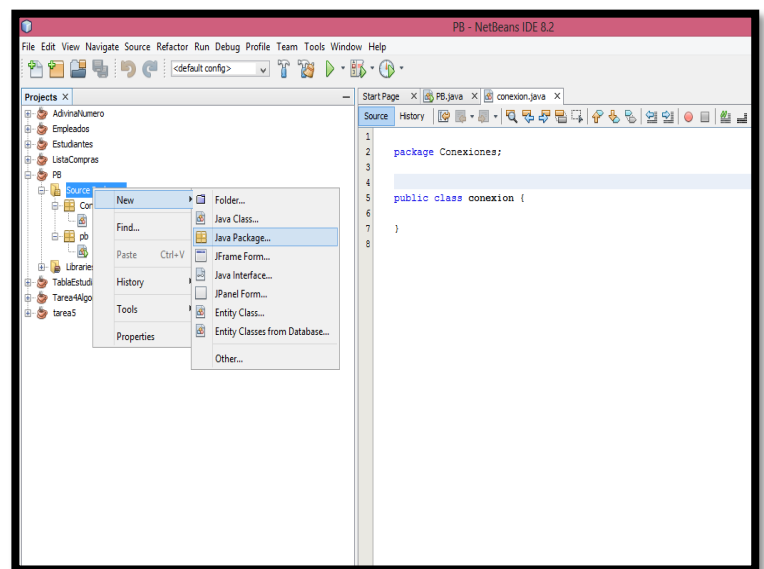 PB - NetBeans IDE 8.2
File Edit View Navigate Source Refactor Run Debug Profile Team Tools Window Help
<default config>
Projects ×
Start Page × PB.java × conexion.java ×
Source History
AdivinaNumero
Empleados
Estudiantes
ListaCompras
PB
Source
Con
pb
Libraries
TablaEstudi
Tarea4Algo
tarea5
New
Find...
Paste Ctrl+V
History
Tools
Properties
Folder...
Java Class...
Java Package...
JFrame Form...
Java Interface...
JPanel Form...
Entity Class...
Entity Classes from Database...
Other...
1
2 package Conexiones;
3
4
5 public class conexion {
6
7 }
8